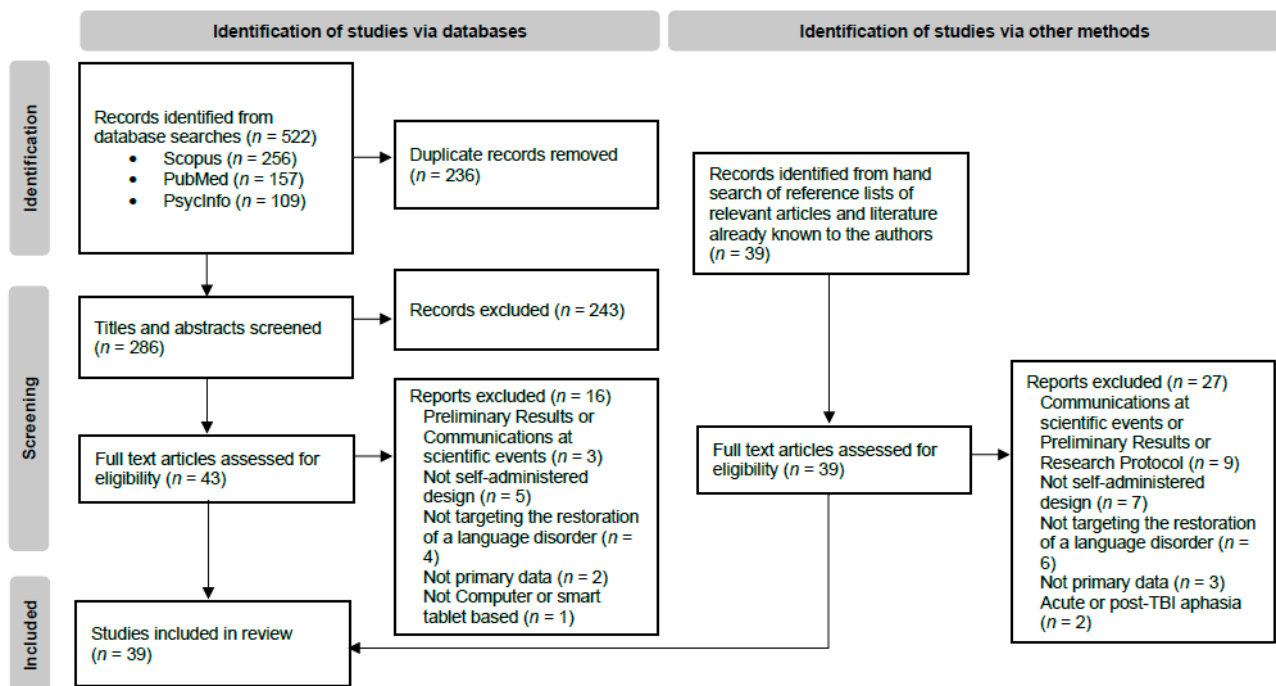 Identification of studies via databases
Identification of studies via other methods
Identification
Records identified from
database searches (n = 522)
• Scopus (n = 256)
• PubMed (n = 157)
• PsycInfo (n = 109)
Duplicate records removed
(n = 236)
Records identified from hand
search of reference lists of
relevant articles and literature
already known to the authors
(n = 39)
Screening
Titles and abstracts screened
(n = 286)
Records excluded (n = 243)
Full text articles assessed for
eligibility (n = 43)
Reports excluded (n = 16)
Preliminary Results or
Communications at
scientific events (n = 3)
Not self-administered
design (n = 5)
Not targeting the restoration
of a language disorder (n =
4)
Not primary data (n = 2)
Not Computer or smart
tablet based (n = 1)
Full text articles assessed for
eligibility (n = 39)
Reports excluded (n = 27)
Communications at
scientific events or
Preliminary Results or
Research Protocol (n = 9)
Not self-administered
design (n = 7)
Not targeting the restoration
of a language disorder (n =
6)
Not primary data (n = 3)
Acute or post-TBI aphasia
(n = 2)
Included
Studies included in review
(n = 39)